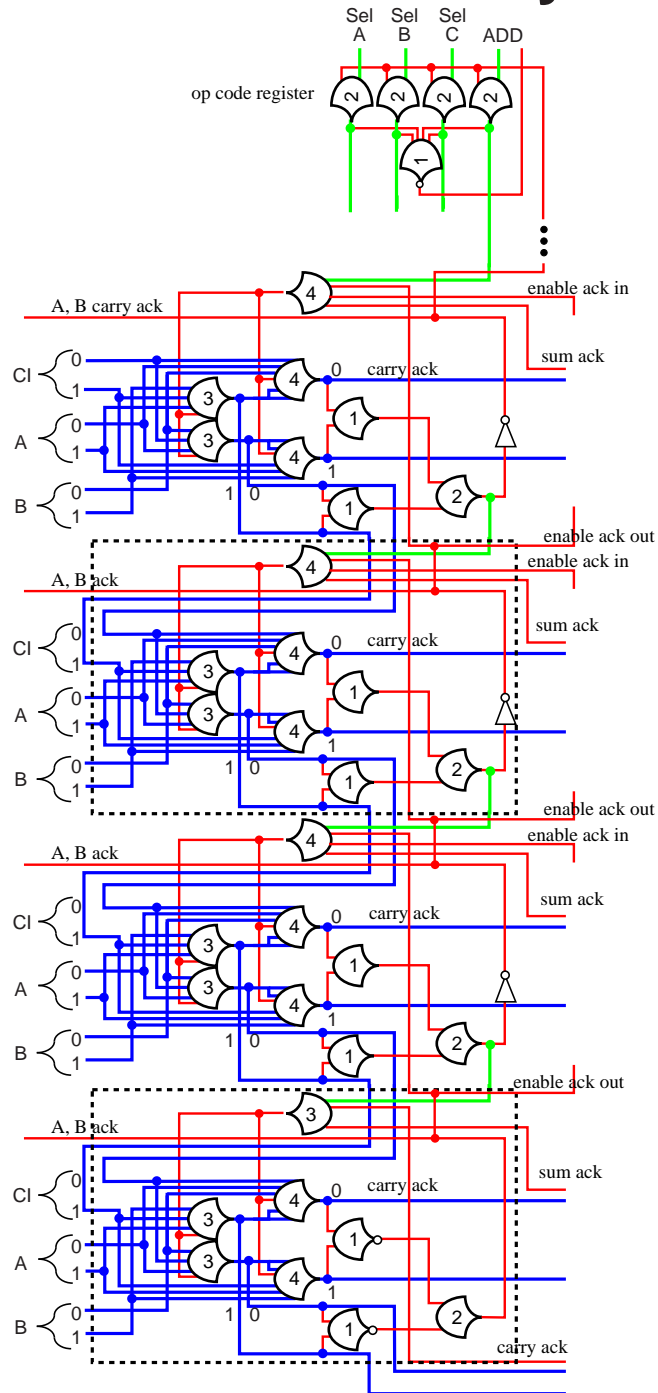 y
Sel Sel Sel
A B C ADD
op code register
2 2 2 2
1
4
enable ack in
A, B carry ack
sum ack
CI 0 1
0
carry ack
4
3
1
A 0 1
3
4
1
2
B 0 1
1 0
1
enable ack out
4
enable ack in
A, B ack
sum ack
CI 0 1
0
carry ack
4
3
1
A 0 1
3
4
1
2
B 0 1
1 0
1
enable ack out
4
enable ack in
A, B ack
sum ack
CI 0 1
0
carry ack
4
3
1
A 0 1
3
4
1
2
B 0 1
1 0
1
enable ack out
3
A, B ack
sum ack
CI 0 1
0
carry ack
4
3
1
A 0 1
3
4
1
2
B 0 1
1 0
1
carry ack